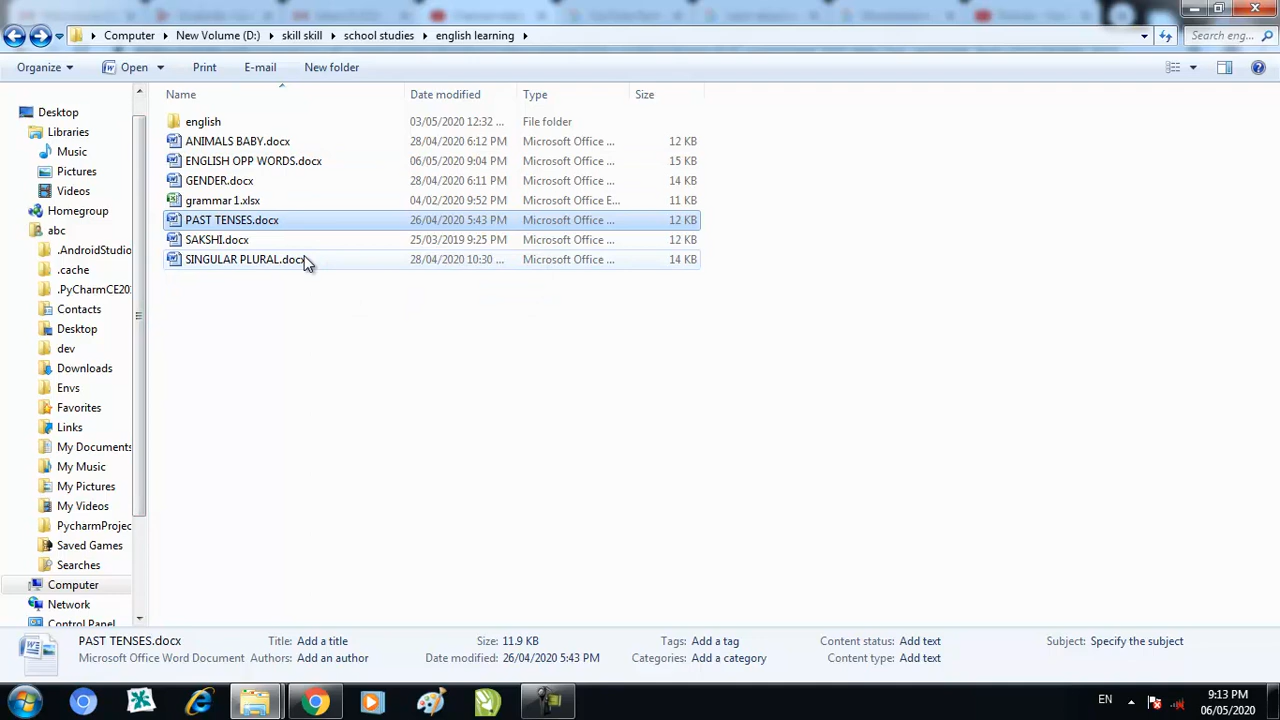 Computer New Volume (D:) skill skill school studies english learning Search eng...
Organize Open Print E-mail New folder
Name Date modified Type Size
english 03/05/2020 12:32 ... File folder
ANIMALS BABY.docx 28/04/2020 6:12 PM Microsoft Office ... 12 KB
ENGLISH OPP WORDS.docx 06/05/2020 9:04 PM Microsoft Office ... 15 KB
GENDER.docx 28/04/2020 6:11 PM Microsoft Office ... 14 KB
grammar 1.xlsx 04/02/2020 9:52 PM Microsoft Office E... 11 KB
PAST TENSES.docx 26/04/2020 5:43 PM Microsoft Office ... 12 KB
SAKSHI.docx 25/03/2019 9:25 PM Microsoft Office ... 12 KB
SINGULAR PLURAL.docx 28/04/2020 10:30 ... Microsoft Office ... 14 KB
Desktop
Libraries
Music
Pictures
Videos
Homegroup
abc
.AndroidStudio
.cache
.PyCharmCE20
Contacts
Desktop
dev
Downloads
Envs
Favorites
Links
My Documents
My Music
My Pictures
My Videos
PycharmProjec
Saved Games
Searches
Computer
Network
Control Panel
PAST TENSES.docx Title: Add a title Size: 11.9 KB Tags: Add a tag Content status: Add text Subject: Specify the subject
Microsoft Office Word Document Authors: Add an author Date modified: 26/04/2020 5:43 PM Categories: Add a category Content type: Add text
EN 9:13 PM
06/05/2020